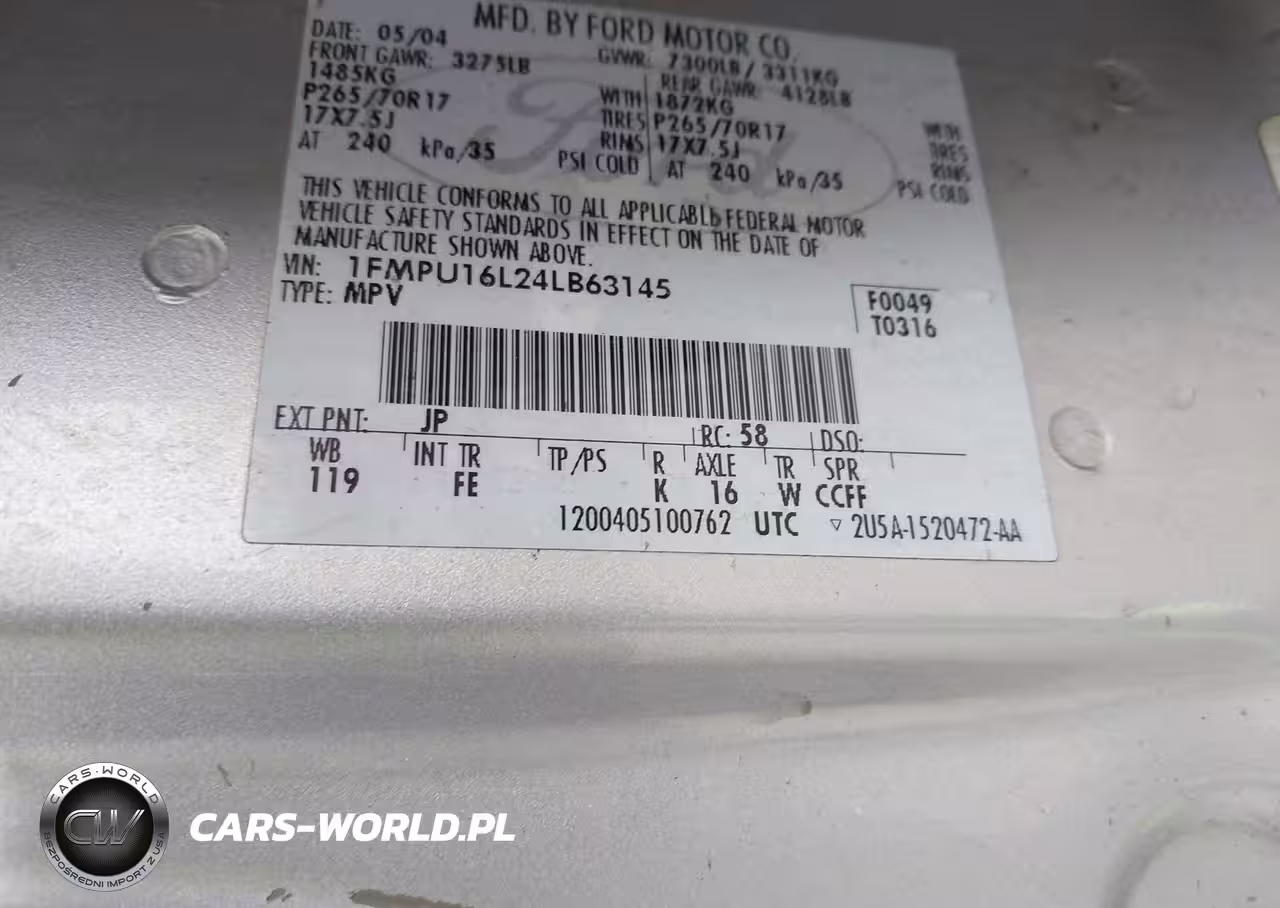 MFD. BY FORD MOTOR CO.
DATE: 05/04 GVWR: 7300LB / 3311KG
FRONT GAWR: 3275LB REAR GAWR: 4128LB
1485KG WITH 1872KG WITH
P265/70R17 TIRES P265/70R17 TIRES
17X7.5J RIMS 17X7.5J RIMS
AT 240 kPa/35 PSI COLD AT 240 kPa/35 PSI COLD
THIS VEHICLE CONFORMS TO ALL APPLICABLE FEDERAL MOTOR
VEHICLE SAFETY STANDARDS IN EFFECT ON THE DATE OF
MANUFACTURE SHOWN ABOVE.
VIN: 1FMPU16L24LB63145
TYPE: MPV
F0049
T0316
EXT PNT: JP RC: 58 DSO:
WB INT TR TP/PS R AXLE TR SPR
119 FE K 16 W CCFF
1200405100762 UTC ▽ 2U5A-1520472-AA
Ford
CARS-WORLD
CW
BEZPOŚREDNI IMPORT Z USA
CARS-WORLD.PL